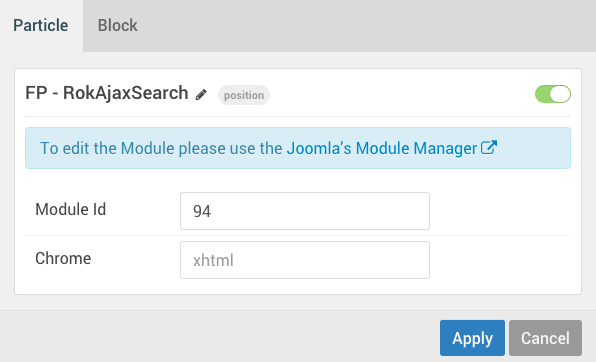 Particle Block
FP - RokAjaxSearch position
To edit the Module please use the Joomla's Module Manager
Module Id 94
Chrome xhtml
Apply Cancel